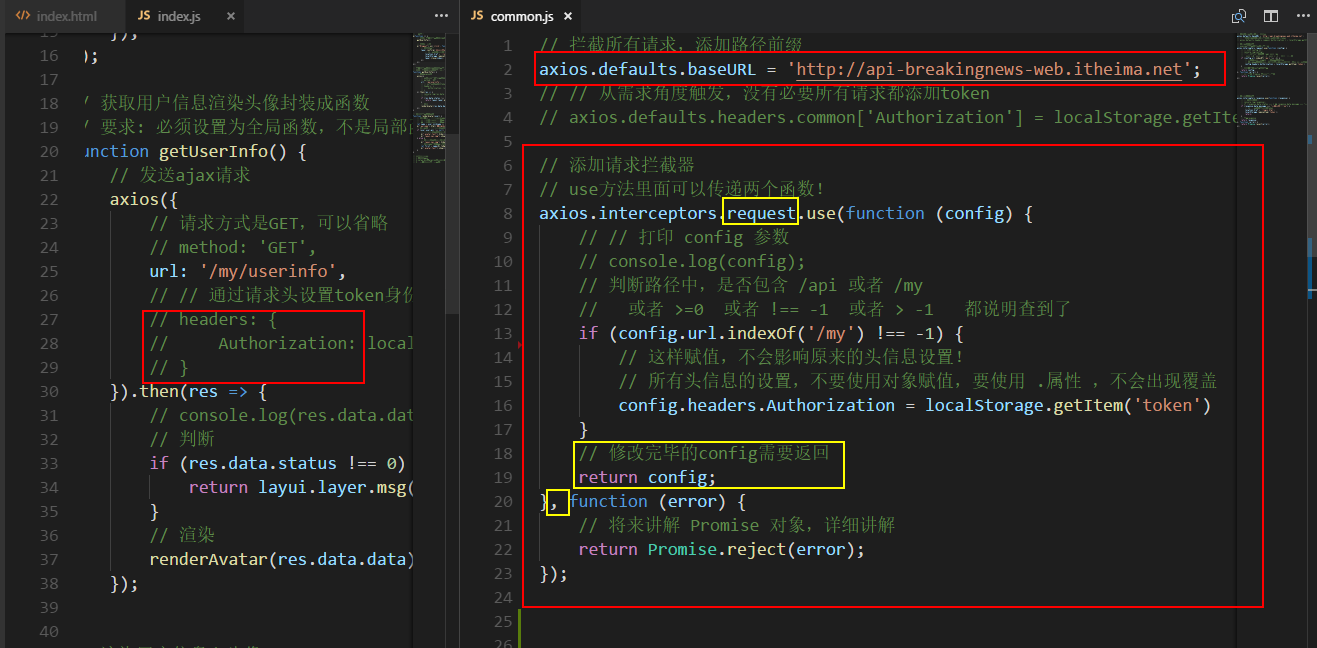 index.html
JS index.js ×
···
15 });
16 );
17
18 / 获取用户信息渲染头像封装成函数
19 / 要求: 必须设置为全局函数, 不是局部
20 unction getUserInfo() {
21 // 发送ajax请求
22 axios({
23 // 请求方式是GET, 可以省略
24 // method: 'GET',
25 url: '/my/userinfo',
26 // // 通过请求头设置token身份
27 // headers: {
28 // Authorization: local
29 // }
30 }).then(res => {
31 // console.log(res.data.dat
32 // 判断
33 if (res.data.status !== 0)
34 return layui.layer.msg(
35 }
36 // 渲染
37 renderAvatar(res.data.data)
38 });
39
40
JS common.js ×
···
1 // 拦截所有请求, 添加路径前缀
2 axios.defaults.baseURL = 'http://api-breakingnews-web.itheima.net';
3 // // 从需求角度触发, 没有必要所有请求都添加token
4 // axios.defaults.headers.common['Authorization'] = localStorage.getIte
5
6 // 添加请求拦截器
7 // use方法里面可以传递两个函数!
8 axios.interceptors.request.use(function (config) {
9 // // 打印 config 参数
10 // console.log(config);
11 // 判断路径中, 是否包含 /api 或者 /my
12 // 或者 >=0 或者 !== -1 或者 > -1 都说明查到了
13 if (config.url.indexOf('/my') !== -1) {
14 // 这样赋值, 不会影响原来的头信息设置!
15 // 所有头信息的设置, 不要使用对象赋值, 要使用 .属性 , 不会出现覆盖
16 config.headers.Authorization = localStorage.getItem('token')
17 }
18 // 修改完毕的config需要返回
19 return config;
20 }, function (error) {
21 // 将来讲解 Promise 对象, 详细讲解
22 return Promise.reject(error);
23 });
24
25
26